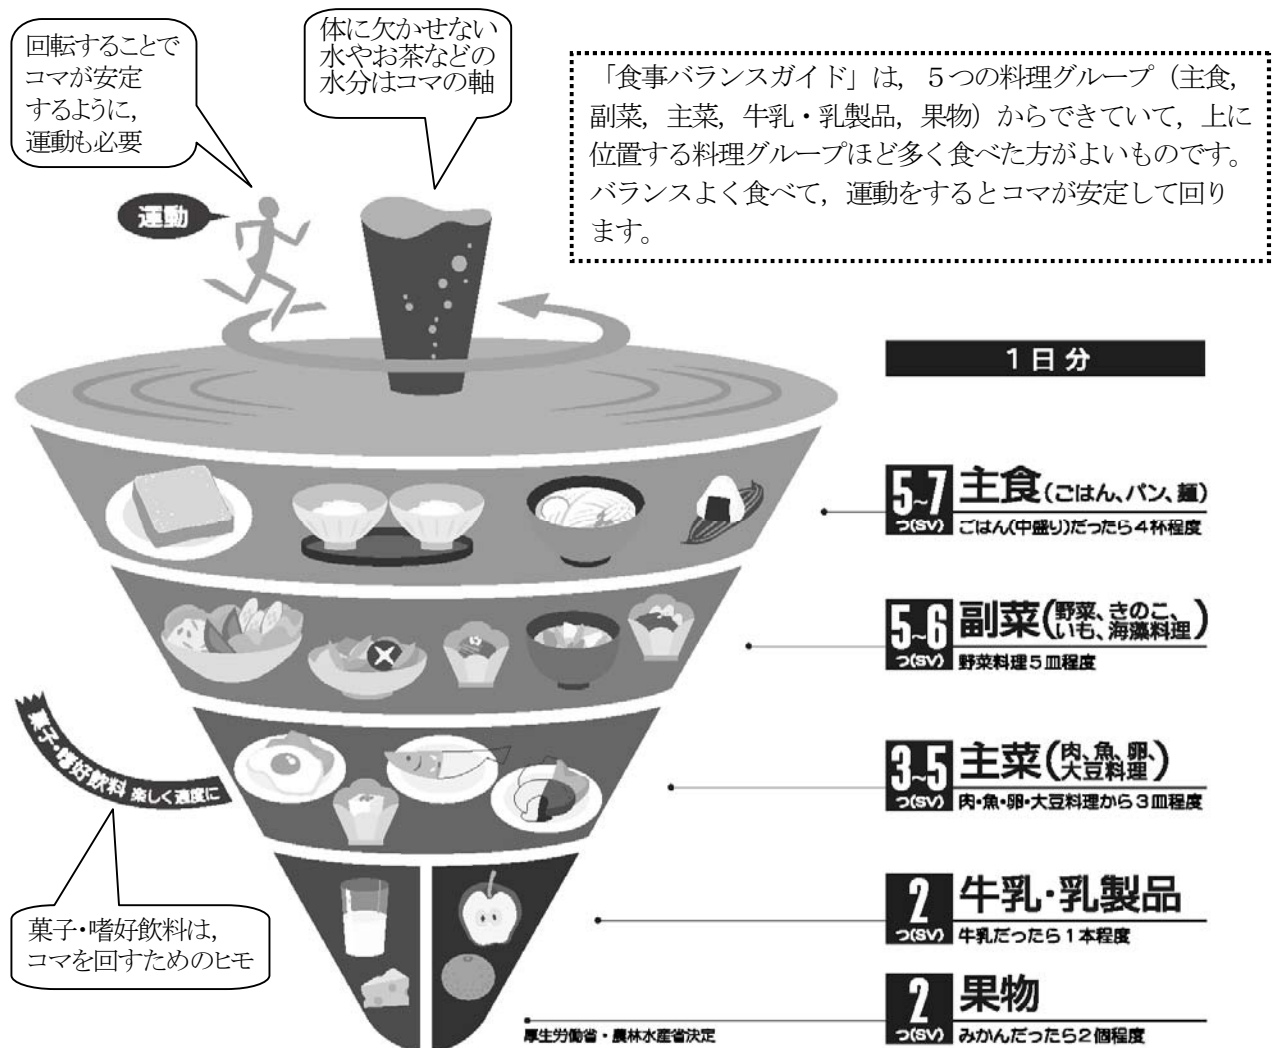 回転することで
コマが安定
するように，
運動も必要
体に欠かせない
水やお茶などの
水分はコマの軸
「食事バランスガイド」は，５つの料理グループ（主食，
副菜，主菜，牛乳・乳製品，果物）からできていて，上に
位置する料理グループほど多く食べた方がよいものです。
バランスよく食べて，運動をするとコマが安定して回り
ます。
運動
1日分
5~7
つ(SV)
主食(ごはん、パン、麺)
ごはん(中盛り)だったら4杯程度
5~6
つ(SV)
副菜(野菜、きのこ、
いも、海藻料理)
野菜料理5皿程度
3~5
つ(SV)
主菜(肉、魚、卵、
大豆料理)
肉・魚・卵・大豆料理から3皿程度
2
つ(SV)
牛乳・乳製品
牛乳だったら1本程度
2
つ(SV)
果物
みかんだったら2個程度
菓子・嗜好飲料 楽しく適度に
菓子・嗜好飲料は，
コマを回すためのヒモ
厚生労働省・農林水産省決定